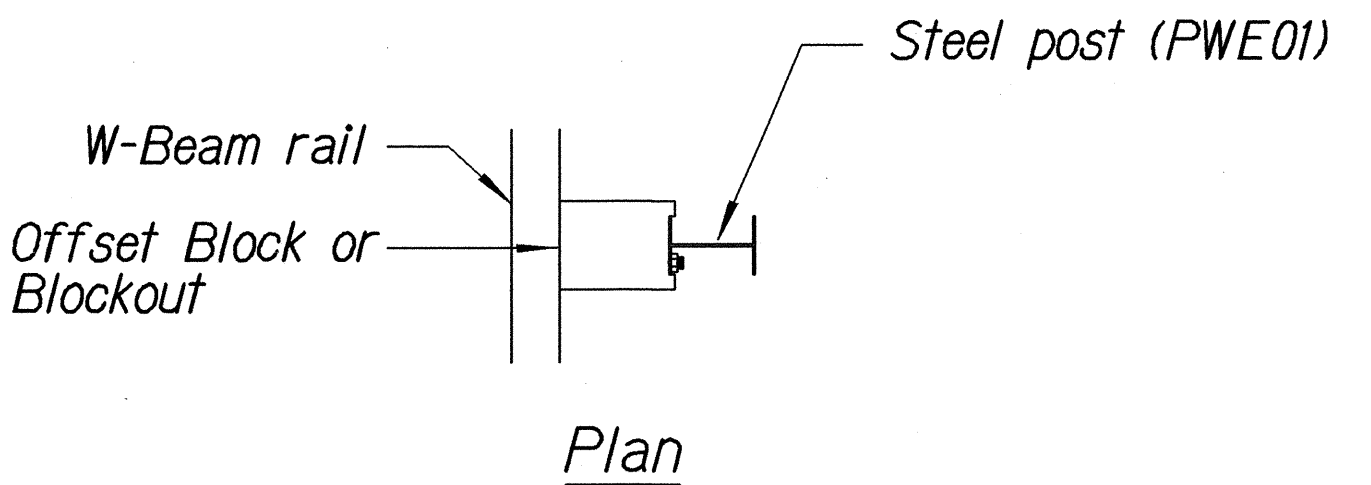 Steel post (PWE01)
W-Beam rail
Offset Block or
Blockout
Plan